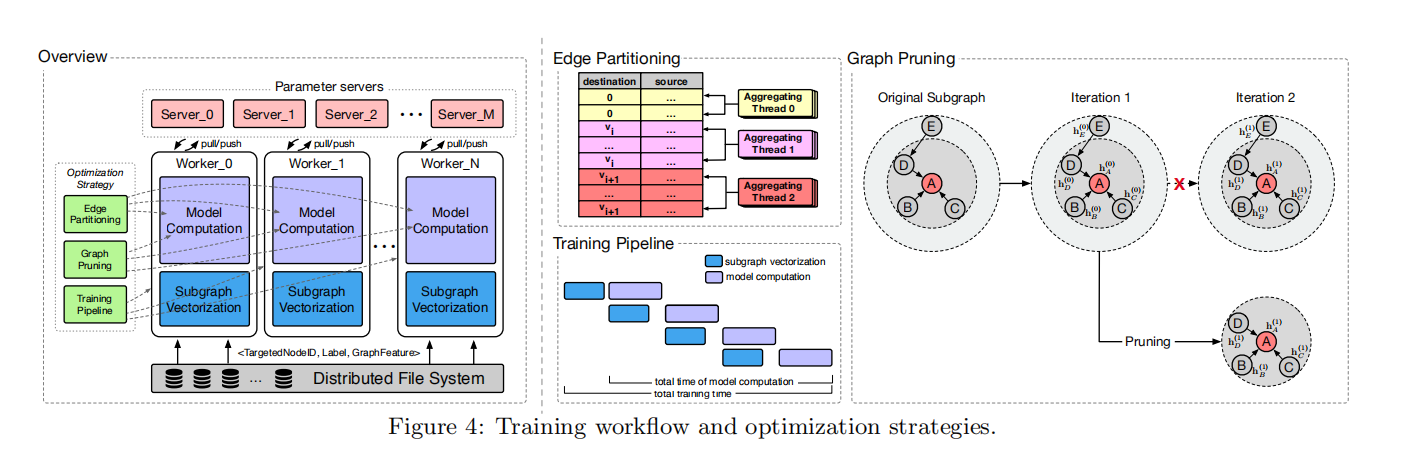 Overview
Parameter servers
Server_0 Server_1 Server_2 ... Server_M
pull/push pull/push pull/push
Optimization
Strategy
Edge
Partitioning
Graph
Pruning
Training
Pipeline
Worker_0
Model
Computation
Subgraph
Vectorization
Worker_1
Model
Computation
Subgraph
Vectorization
...
Worker_N
Model
Computation
Subgraph
Vectorization
<TargetedNodeID, Label, GraphFeature>
... Distributed File System
Edge Partitioning
destination source
0 ...
0 ...
v_i ...
... ...
v_i ...
v_{i+1} ...
... ...
v_{i+1} ...
Aggregating
Thread 0
Aggregating
Thread 1
Aggregating
Thread 2
Training Pipeline
subgraph vectorization
model computation
total time of model computation
total training time
Graph Pruning
Original Subgraph
E
D
A
B C
Iteration 1
h_E^(0) E
D
h_D^(0) A h_A^(0)
B h_B^(0) C h_C^(0)
X
Iteration 2
h_E^(1) E
D
h_D^(1) A h_A^(1)
B h_B^(1) C h_C^(1)
Pruning
D
h_D^(1) A h_A^(1)
B h_B^(1) C h_C^(1)
Figure 4: Training workflow and optimization strategies.